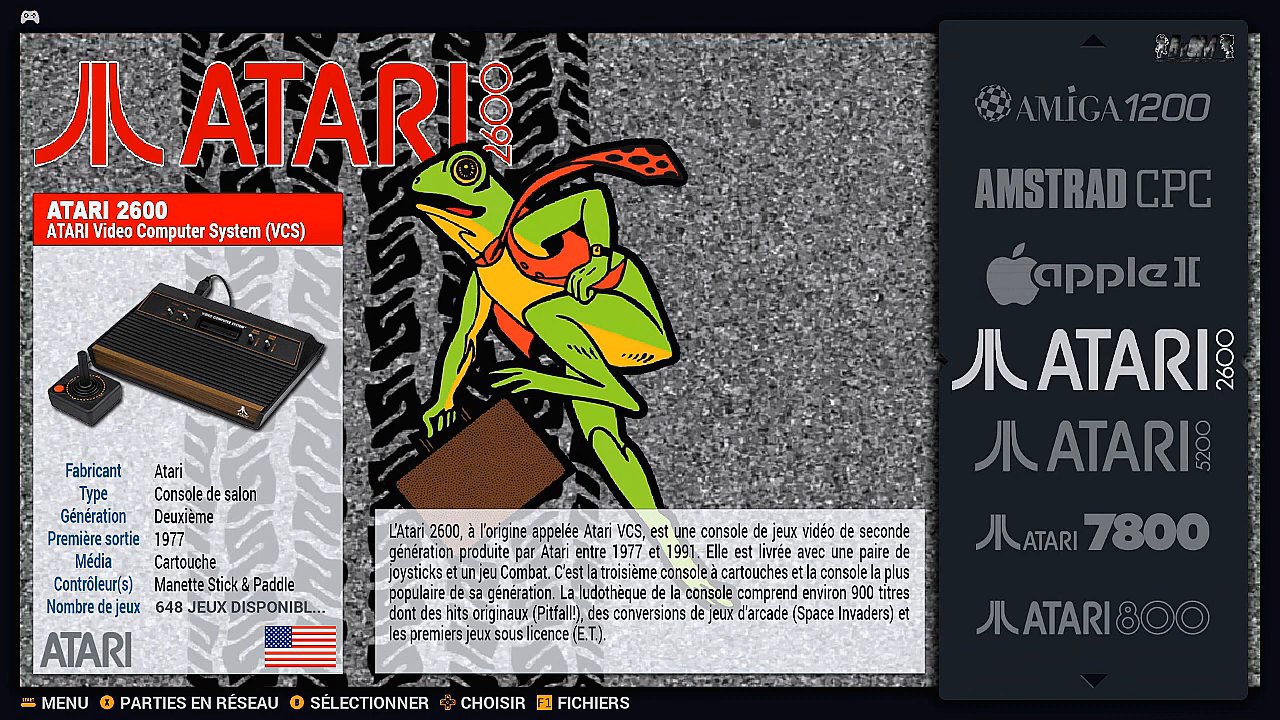 ATARI 2600
ATARI 2600
ATARI Video Computer System (VCS)
Fabricant Atari
Type Console de salon
Génération Deuxième
Première sortie 1977
Média Cartouche
Contrôleur(s) Manette Stick & Paddle
Nombre de jeux 648 JEUX DISPONIBL...
ATARI
L'Atari 2600, à l'origine appelée Atari VCS, est une console de jeux vidéo de seconde
génération produite par Atari entre 1977 et 1991. Elle est livrée avec une paire de
joysticks et un jeu Combat. C'est la troisième console à cartouches et la console la plus
populaire de sa génération. La ludothèque de la console comprend environ 900 titres
dont des hits originaux (Pitfall!), des conversions de jeux d'arcade (Space Invaders) et
les premiers jeux sous licence (E.T.).
AMIGA 1200
AMSTRAD CPC
apple ][
ATARI 2600
ATARI 5200
ATARI 7800
ATARI 800
START MENU X PARTIES EN RÉSEAU B SÉLECTIONNER CHOISIR F1 FICHIERS